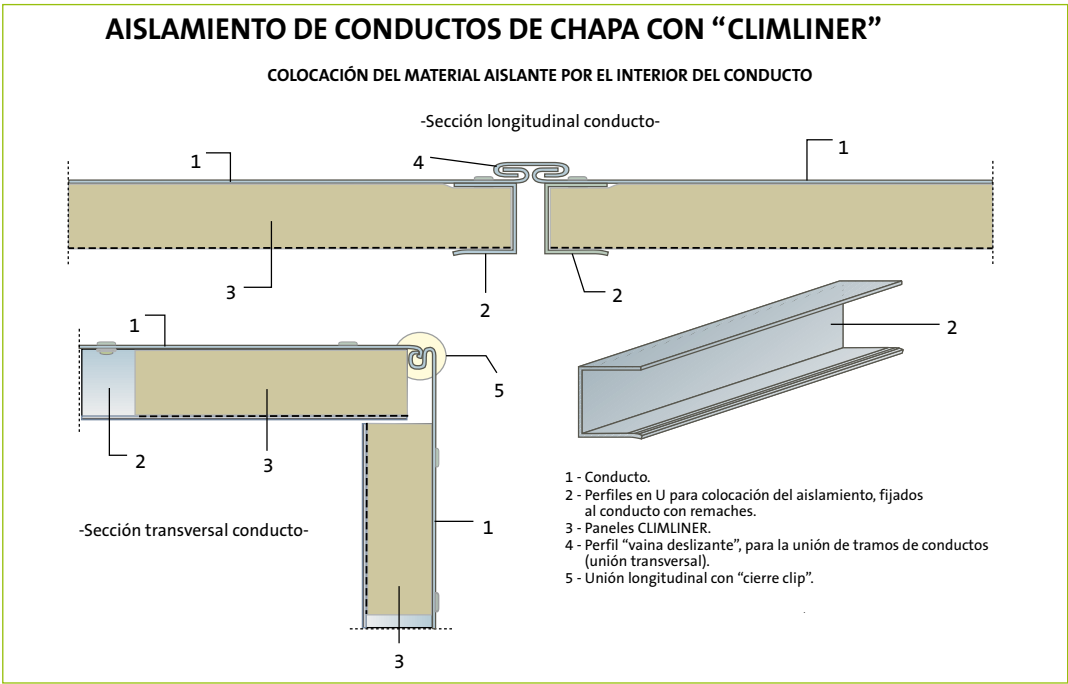 AISLAMIENTO DE CONDUCTOS DE CHAPA CON “CLIMLINER”
COLOCACIÓN DEL MATERIAL AISLANTE POR EL INTERIOR DEL CONDUCTO
-Sección longitudinal conducto-
1
4
1
3
2
2
1
2
5
2
3
-Sección transversal conducto-
1
3
1 - Conducto.
2 - Perfiles en U para colocación del aislamiento, fijados
al conducto con remaches.
3 - Paneles CLIMLINER.
4 - Perfil “vaina deslizante”, para la unión de tramos de conductos
(unión transversal).
5 - Unión longitudinal con “cierre clip”.